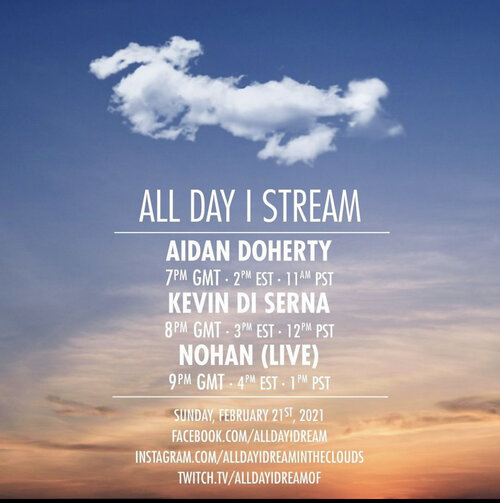 ALL DAY I STREAM
AIDAN DOHERTY
7PM GMT · 2PM EST · 11AM PST
KEVIN DI SERNA
8PM GMT · 3PM EST · 12PM PST
NOHAN (LIVE)
9PM GMT · 4PM EST · 1PM PST
SUNDAY, FEBRUARY 21ST, 2021
FACEBOOK.COM/ALLDAYIDREAM
INSTAGRAM.COM/ALLDAYIDREAMINTHECLOUDS
TWITCH.TV/ALLDAYIDREAMOF